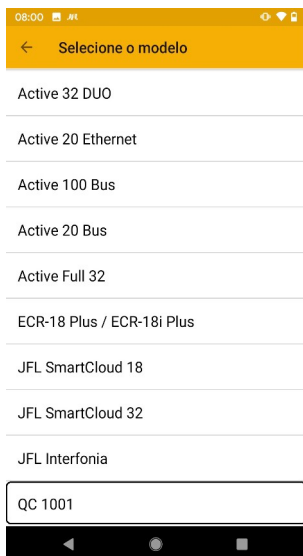 08:00
Selecione o modelo
Active 32 DUO
Active 20 Ethernet
Active 100 Bus
Active 20 Bus
Active Full 32
ECR-18 Plus / ECR-18i Plus
JFL SmartCloud 18
JFL SmartCloud 32
JFL Interfonia
QC 1001